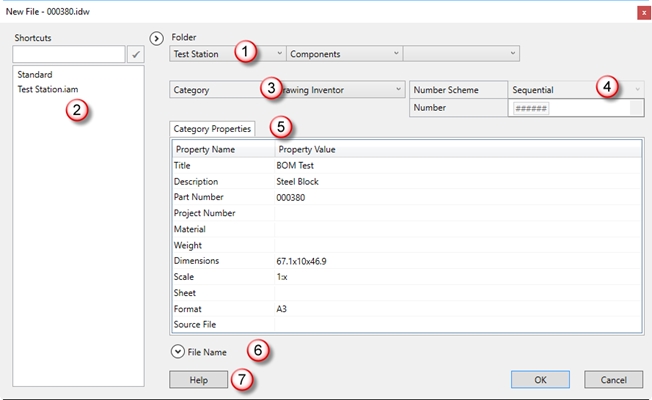 New File - 000380.idw
x
Shortcuts
Folder
Test Station Components
1
Standard
Test Station.iam
2
Category
3
rawing Inventor
Number Scheme Sequential
4
Number ######
Category Properties
5
Property Name Property Value
Title BOM Test
Description Steel Block
Part Number 000380
Project Number
Material
Weight
Dimensions 67.1x10x46.9
Scale 1:x
Sheet
Format A3
Source File
File Name
6
Help
7
OK
Cancel